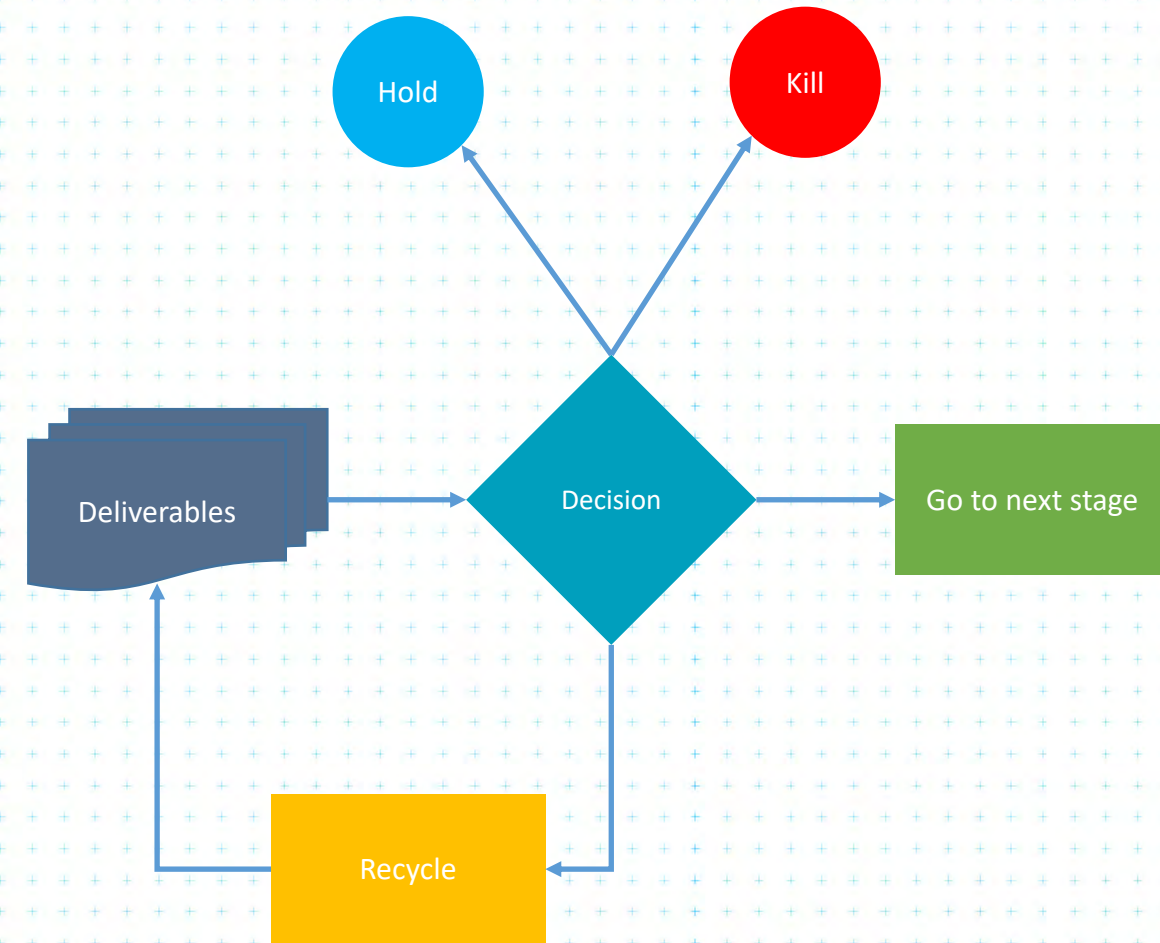 Hold
Kill
Deliverables
Decision
Go to next stage
Recycle